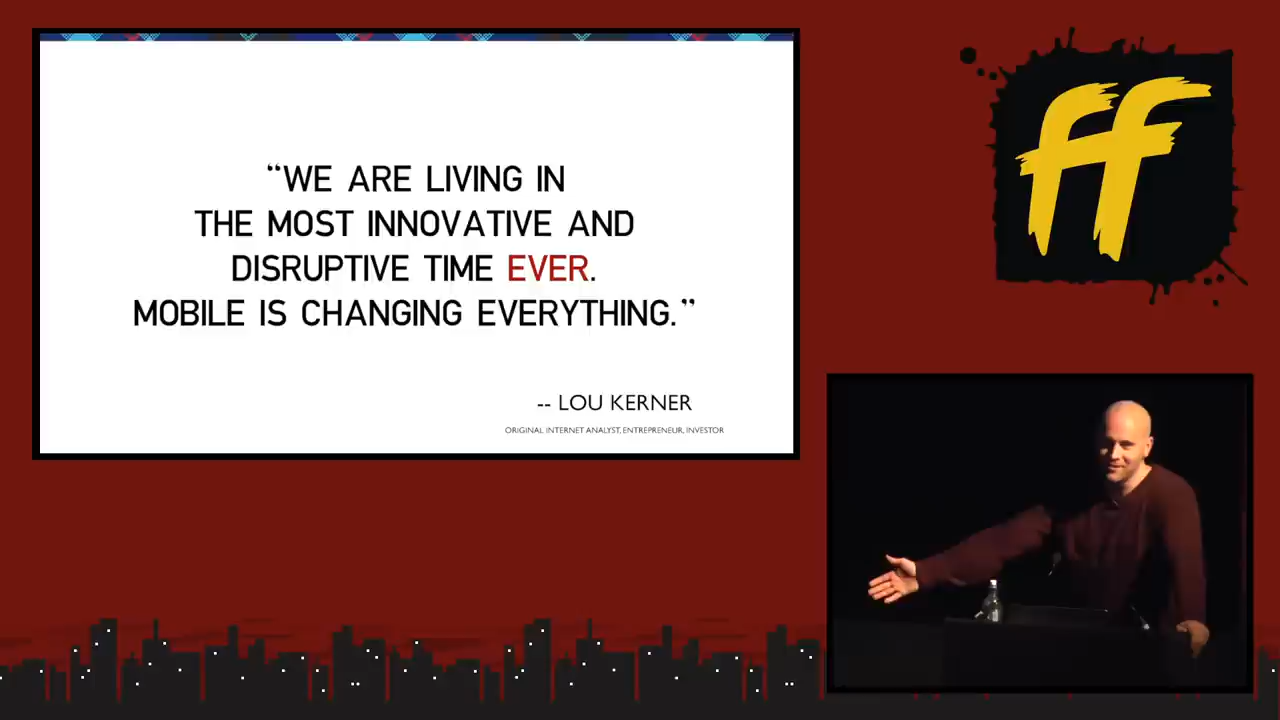 “WE ARE LIVING IN
THE MOST INNOVATIVE AND
DISRUPTIVE TIME EVER.
MOBILE IS CHANGING EVERYTHING.”
-- LOU KERNER
ORIGINAL INTERNET ANALYST, ENTREPRENEUR, INVESTOR
ff